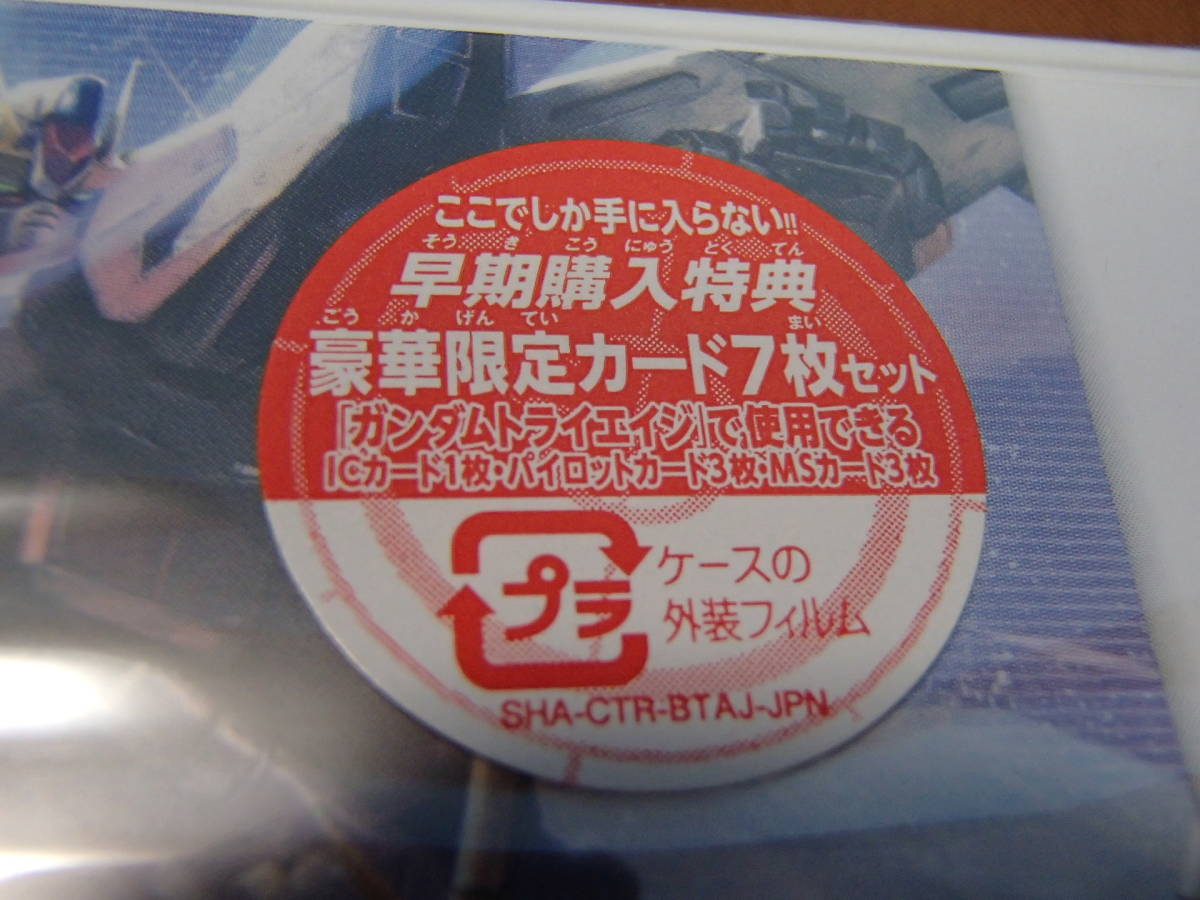 ここでしか手に入らない!!
そう き こう にゅう とく てん
早期購入特典
ごう か げん てい まい
豪華限定カード7枚セット
「ガンダムトライエイジ」で使用できる
ICカード1枚・パイロットカード3枚・MSカード3枚
プラ
ケースの
外装フィルム
SHA-CTR-BTAJ-JPN